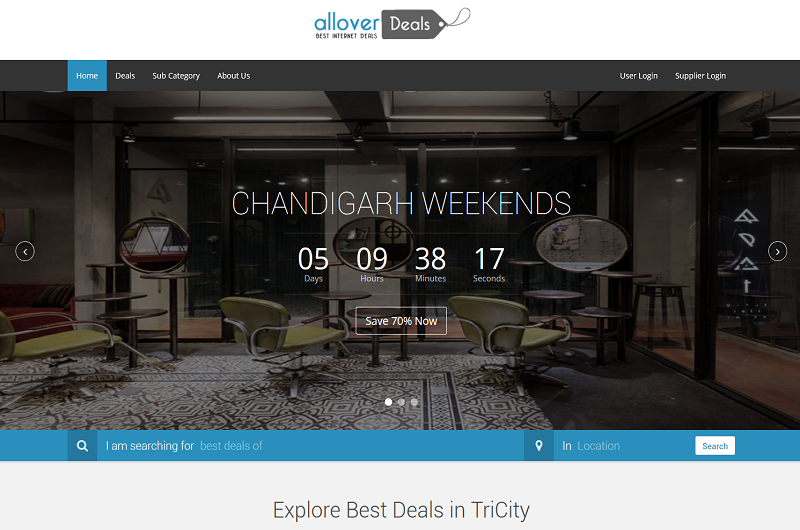 allover Deals
BEST INTERNET DEALS
Home Deals Sub Category About Us User Login Supplier Login
CHANDIGARH WEEKENDS
05 09 38 17
Days Hours Minutes Seconds
Save 70% Now
I am searching for best deals of In Location Search
Explore Best Deals in TriCity